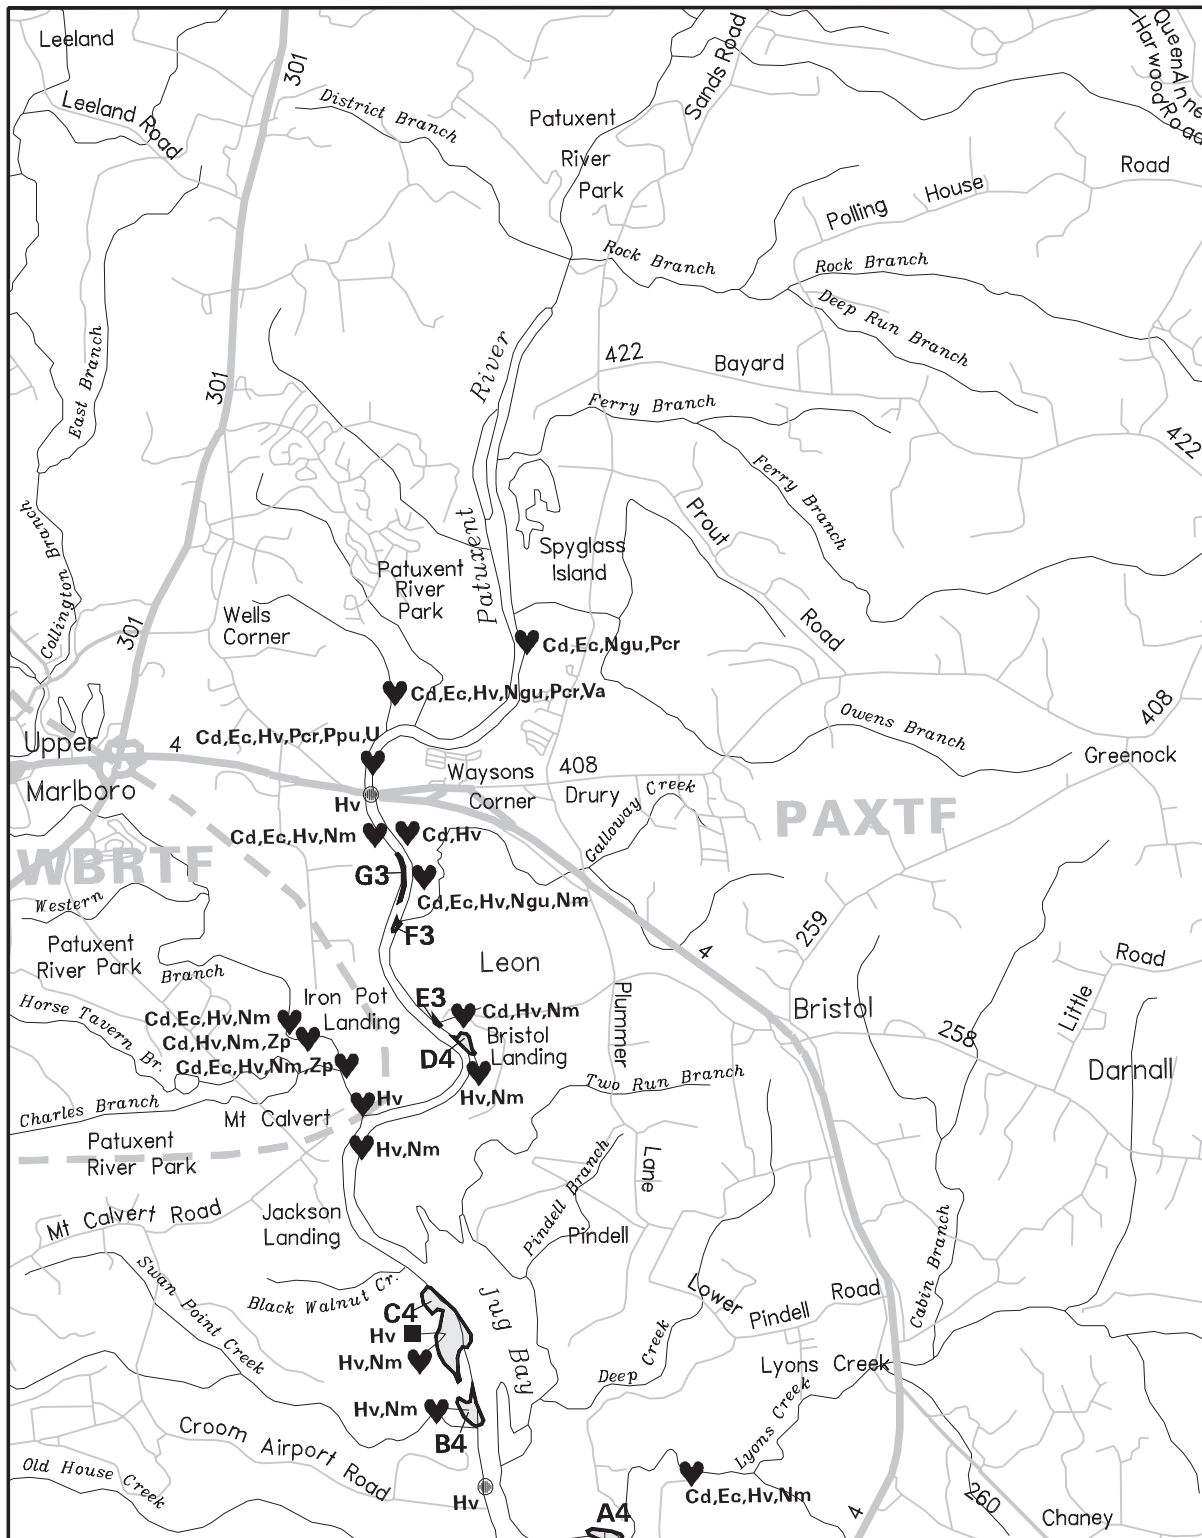 Leeland
301
Sands Road
Queen Anne
Harwood Road
Leeland Road
District Branch
Patuxent
River
Park
Road
House
Polling
Rock Branch
Rock Branch
Deep Run Branch
East Branch
301
River
422
Bayard
Ferry Branch
422
Ferry Branch
Prout
Collington Branch
Patuxent
Spyglass
Island
Patuxent
River
Park
Wells
Corner
301
Road
Cd,Ec,Ngu,Pcr
Cd,Ec,Hv,Ngu,Pcr,Va
408
Owens Branch
Cd,Ec,Hv,Pcr,Ppu,U
Upper
4
Greenock
Marlboro
Waysons
Corner
408
Drury
Hv
Galloway Creek
PAXTF
Cd,Ec,Hv,Nm
Cd,Hv
WBRTF
G3
Cd,Ec,Hv,Ngu,Nm
Western
F3
259
4
Patuxent
River Park
Branch
Leon
Road
Horse Tavern Br.
Iron Pot
Landing
E3
Plummer
Little
Cd,Ec,Hv,Nm
Cd,Hv,Nm
Bristol
258
Cd,Hv,Nm,Zp
Bristol
Landing
D4
Cd,Ec,Hv,Nm,Zp
Darnall
Two Run Branch
Hv,Nm
Hv
Charles Branch
Mt Calvert
Patuxent
River Park
Hv,Nm
Lane
Pindell Branch
Mt Calvert Road
Jackson
Landing
Pindell
Cabin Branch
Swan Point Creek
Black Walnut Cr.
Jug
Bay
Lower
Pindell
Road
C4
Hv
Hv,Nm
Deep Creek
Lyons Creek
Hv,Nm
Lyons Creek
B4
Croom Airport Road
Old House Creek
Hv
Cd,Ec,Hv,Nm
A4
4
260
Chaney